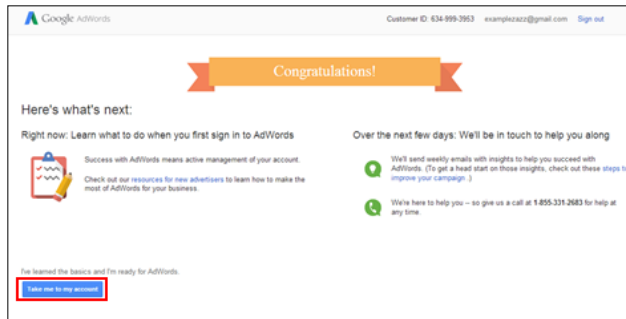 Google AdWords
Customer ID: 634-999-3953 examplezazz@gmail.com Sign out
Congratulations!
Here's what's next:
Right now: Learn what to do when you first sign in to AdWords
Success with AdWords means active management of your account.
Check out our resources for new advertisers to learn how to make the
most of AdWords for your business.
Over the next few days: We'll be in touch to help you along
We'll send weekly emails with insights to help you succeed with
AdWords. (To get a head start on those insights, check out these steps to
improve your campaign .)
We're here to help you -- so give us a call at 1-855-331-2683 for help at
any time.
I've learned the basics and I'm ready for AdWords.
Take me to my account